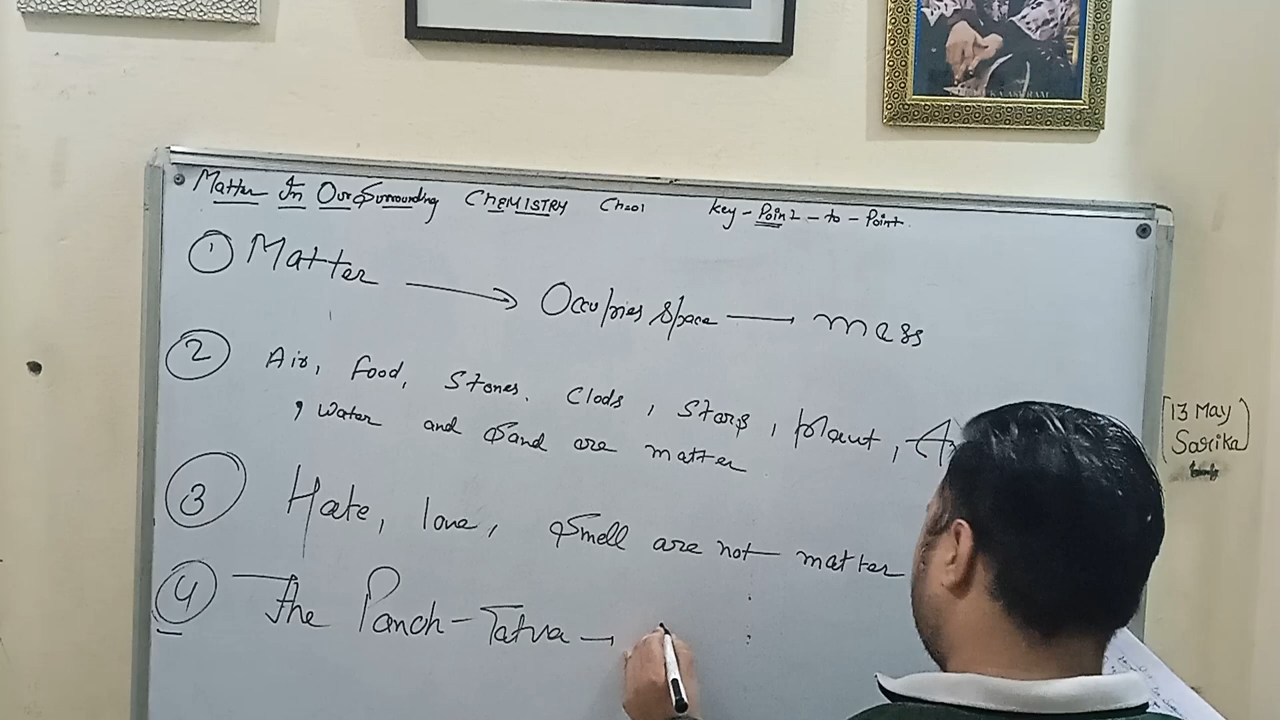 Matter In Our Surrounding CHEMISTRY Ch=01 Key-Point-to-Point.
1 Matter → Occupies Space — mass
2 Air, food, Stones, Clods, Stars, plant,
, water and Sand are matter
3 Hate, love, Smell are not matter
4 The Panch-Tatva →
[13 May
Sarika]